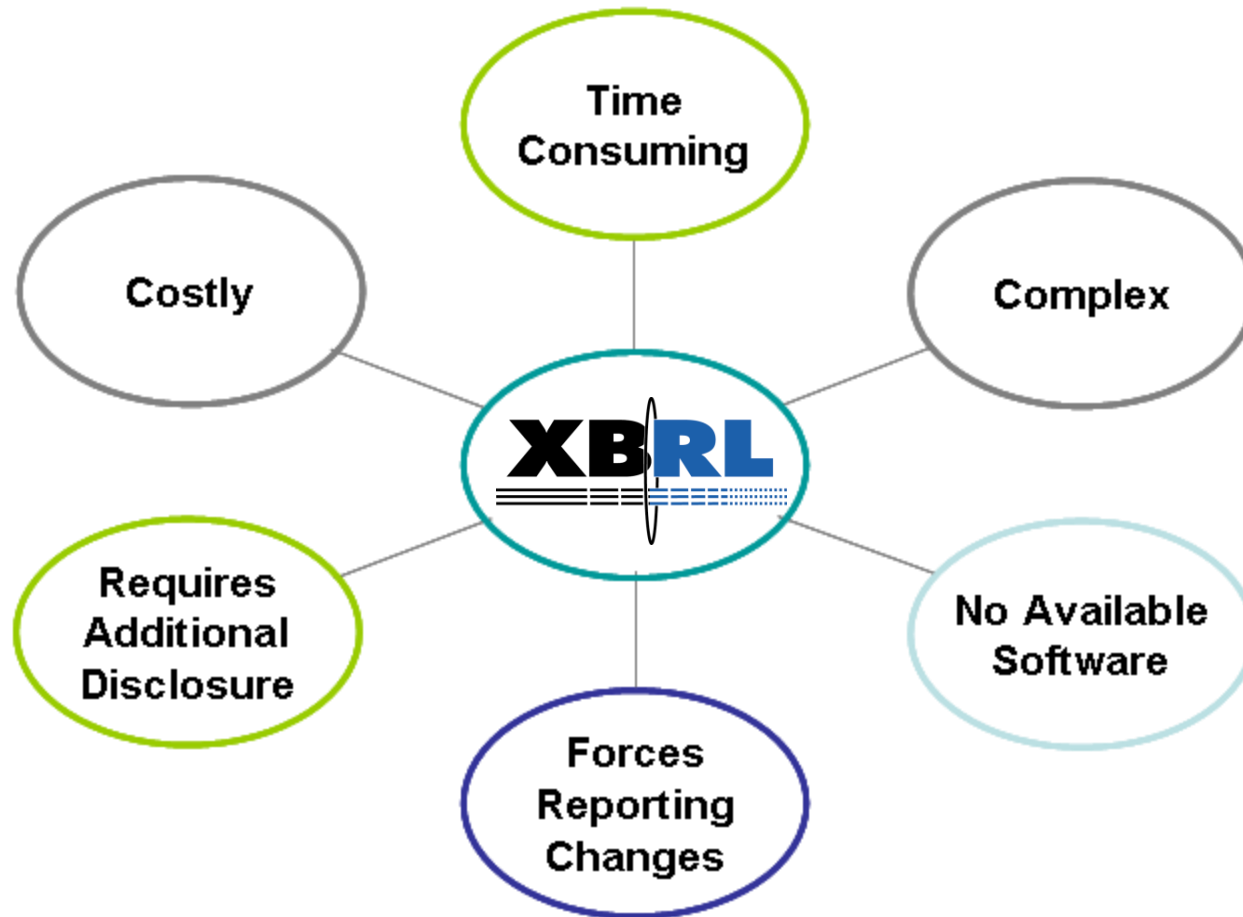 Time
Consuming
Costly
Complex
XBRL
Requires
Additional
Disclosure
No Available
Software
Forces
Reporting
Changes